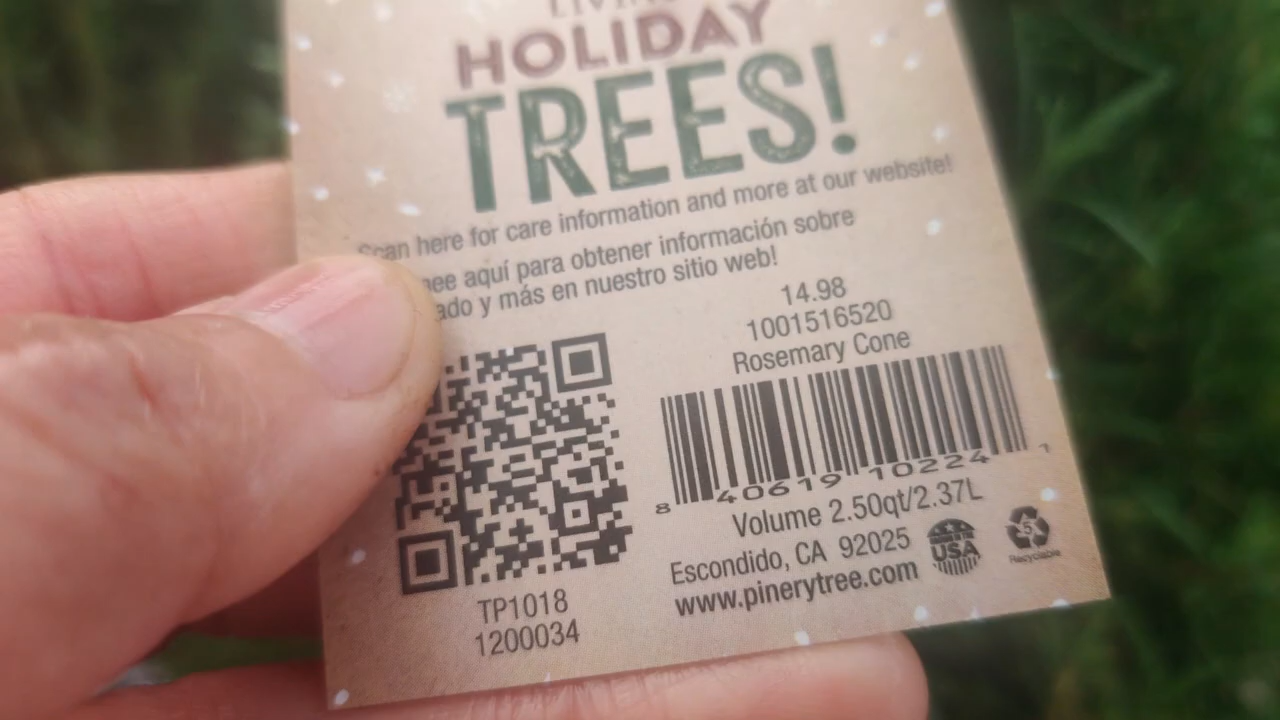 HOLIDAY
TREES!
Scan here for care information and more at our website!
aquí para obtener información sobre
y más en nuestro sitio web!
14.98
1001516520
Rosemary Cone
8 40619 10224 1
Volume 2.50qt/2.37L
Escondido, CA 92025
USA
5
Recyclable
www.pinerytree.com
TP1018
1200034